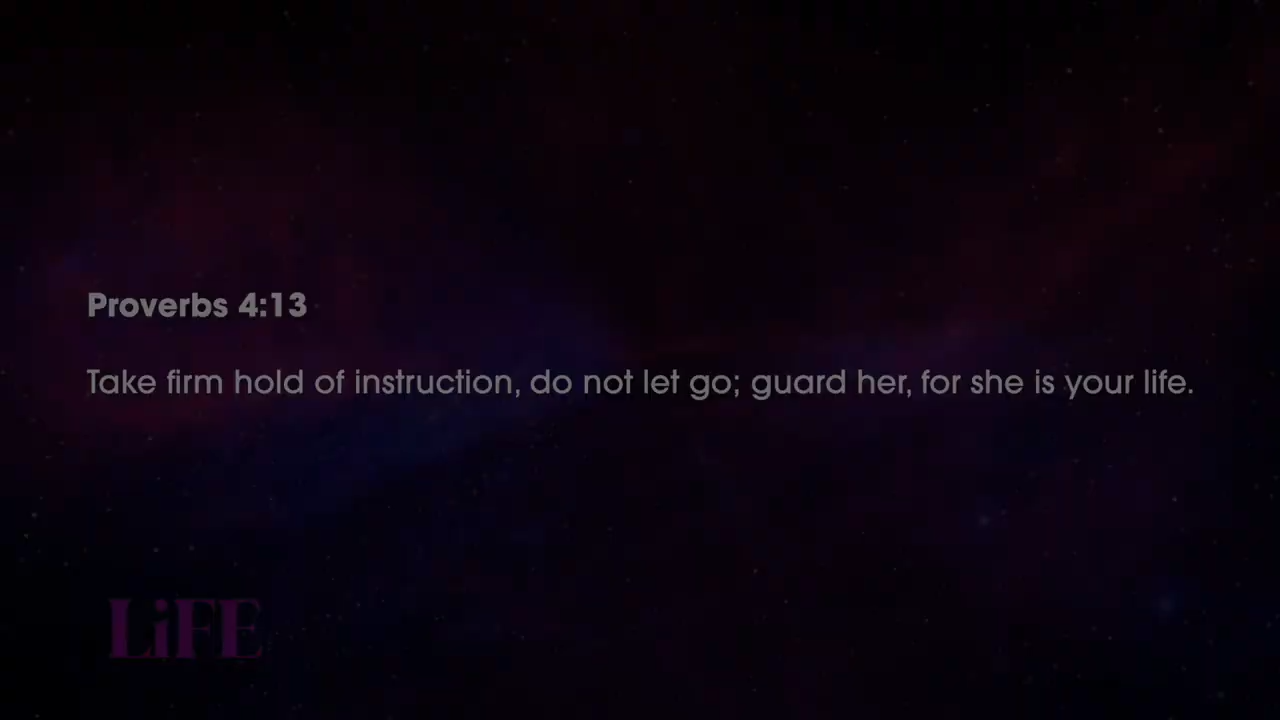 Proverbs 4:13
Take firm hold of instruction, do not let go; guard her, for she is your life.
LiFE